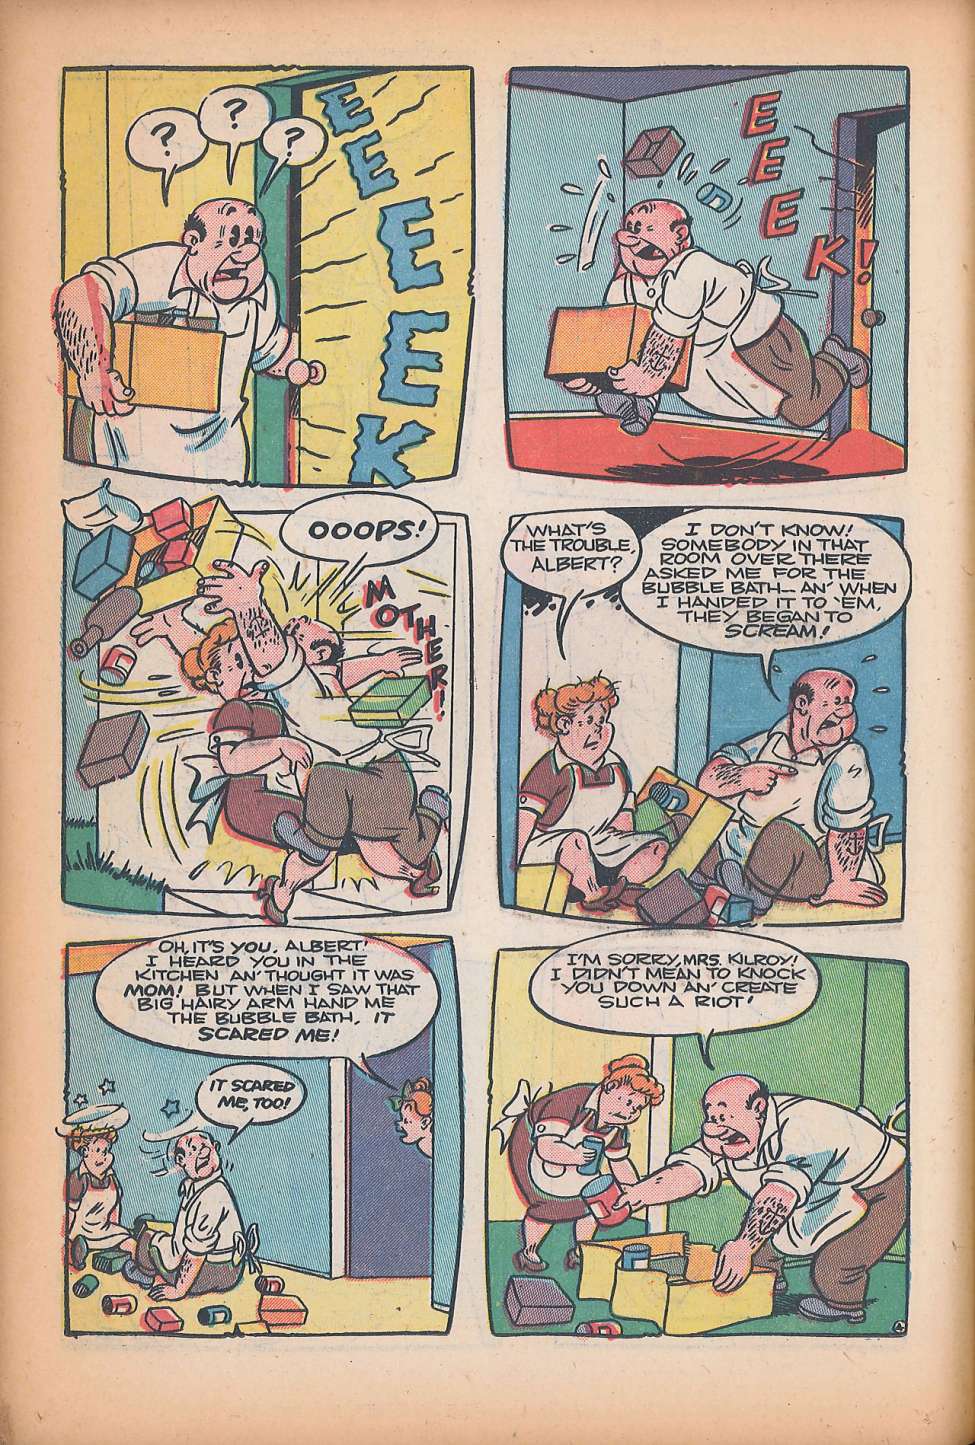 ?
?
?
EEEEEK
EEEK!
OOOPS!
MOTHER!
WHAT'S
THE TROUBLE,
ALBERT?
I DON'T KNOW!
SOMEBODY IN THAT
ROOM OVER THERE
ASKED ME FOR THE
BUBBLE BATH — AN' WHEN
I HANDED IT TO 'EM,
THEY BEGAN TO
SCREAM!
OH, IT'S YOU, ALBERT!
I HEARD YOU IN THE
KITCHEN AN' THOUGHT IT WAS
MOM! BUT WHEN I SAW THAT
BIG HAIRY ARM HAND ME
THE BUBBLE BATH, IT
SCARED ME!
IT SCARED
ME, TOO!
I'M SORRY, MRS. KILROY!
I DIDN'T MEAN TO KNOCK
YOU DOWN AN' CREATE
SUCH A RIOT!
4